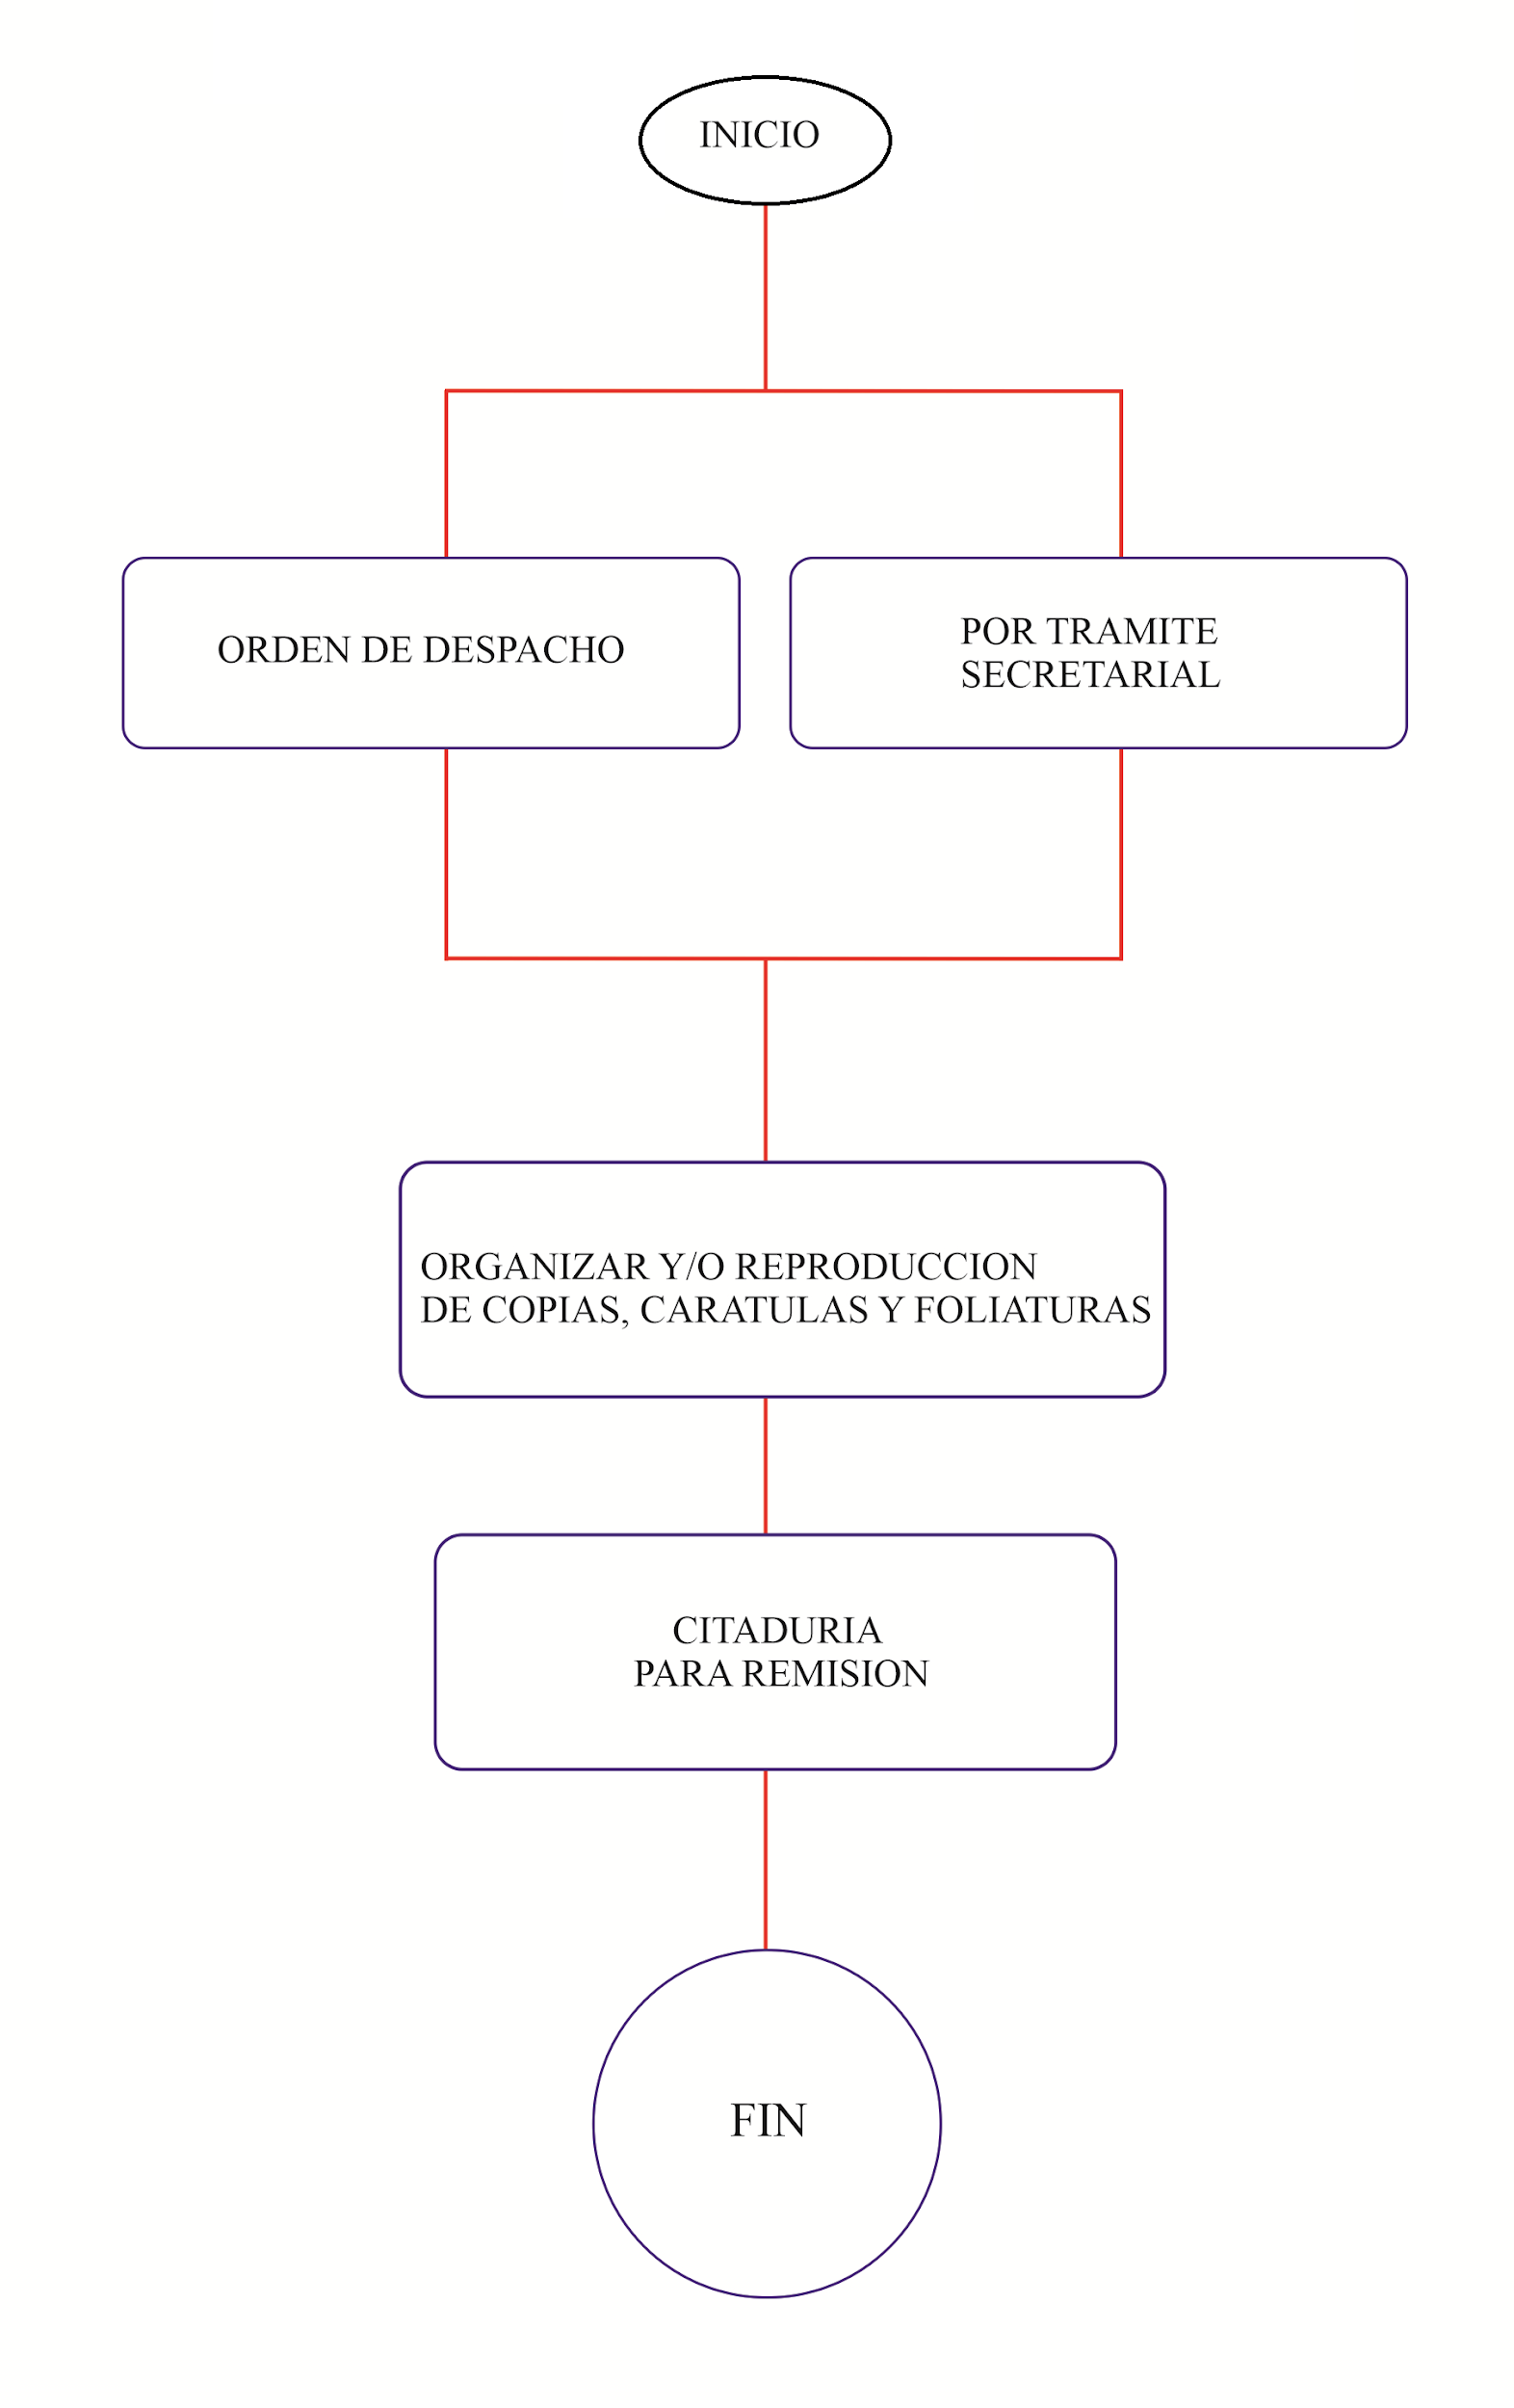 INICIO
ORDEN DE DESPACHO
POR TRAMITE
SECRETARIAL
ORGANIZAR Y/O REPRODUCCION
DE COPIAS, CARATULAS Y FOLIATURAS
CITADURIA
PARA REMISION
FIN